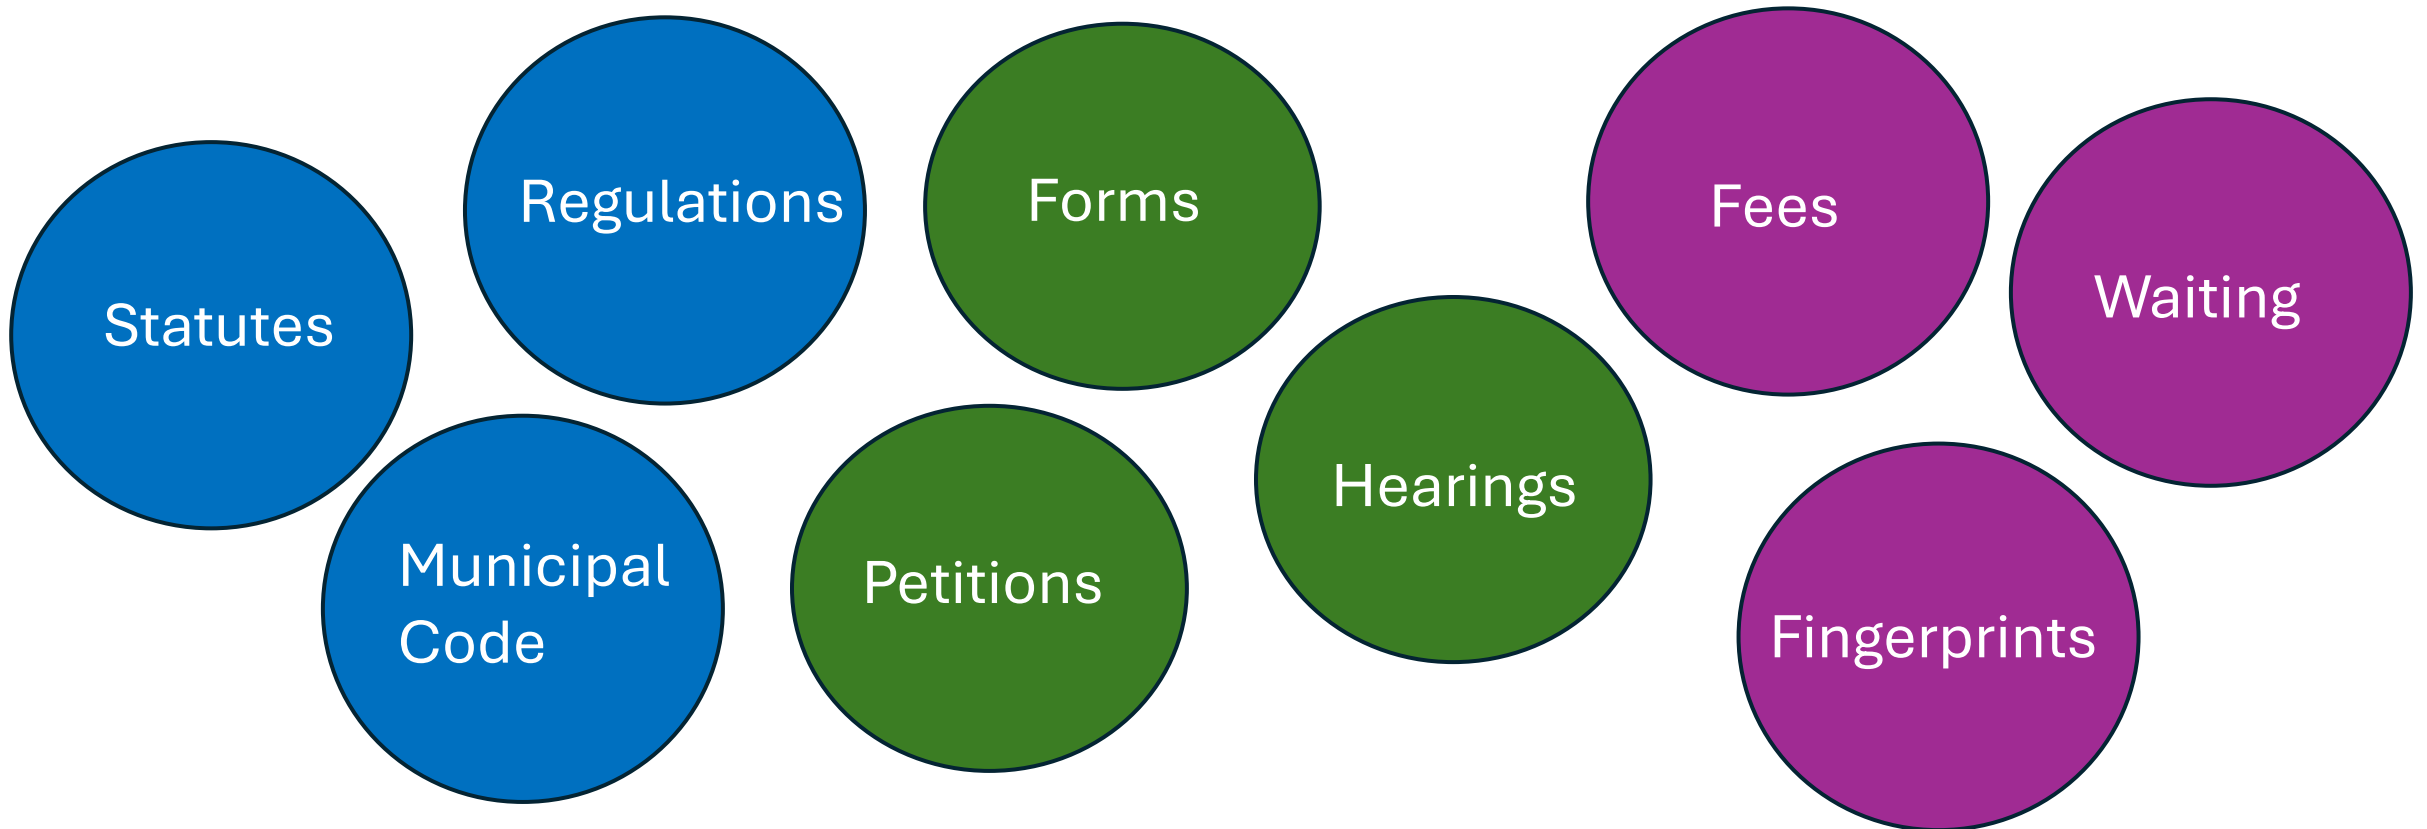 Statutes
Regulations
Municipal
Code
Forms
Petitions
Hearings
Fees
Waiting
Fingerprints